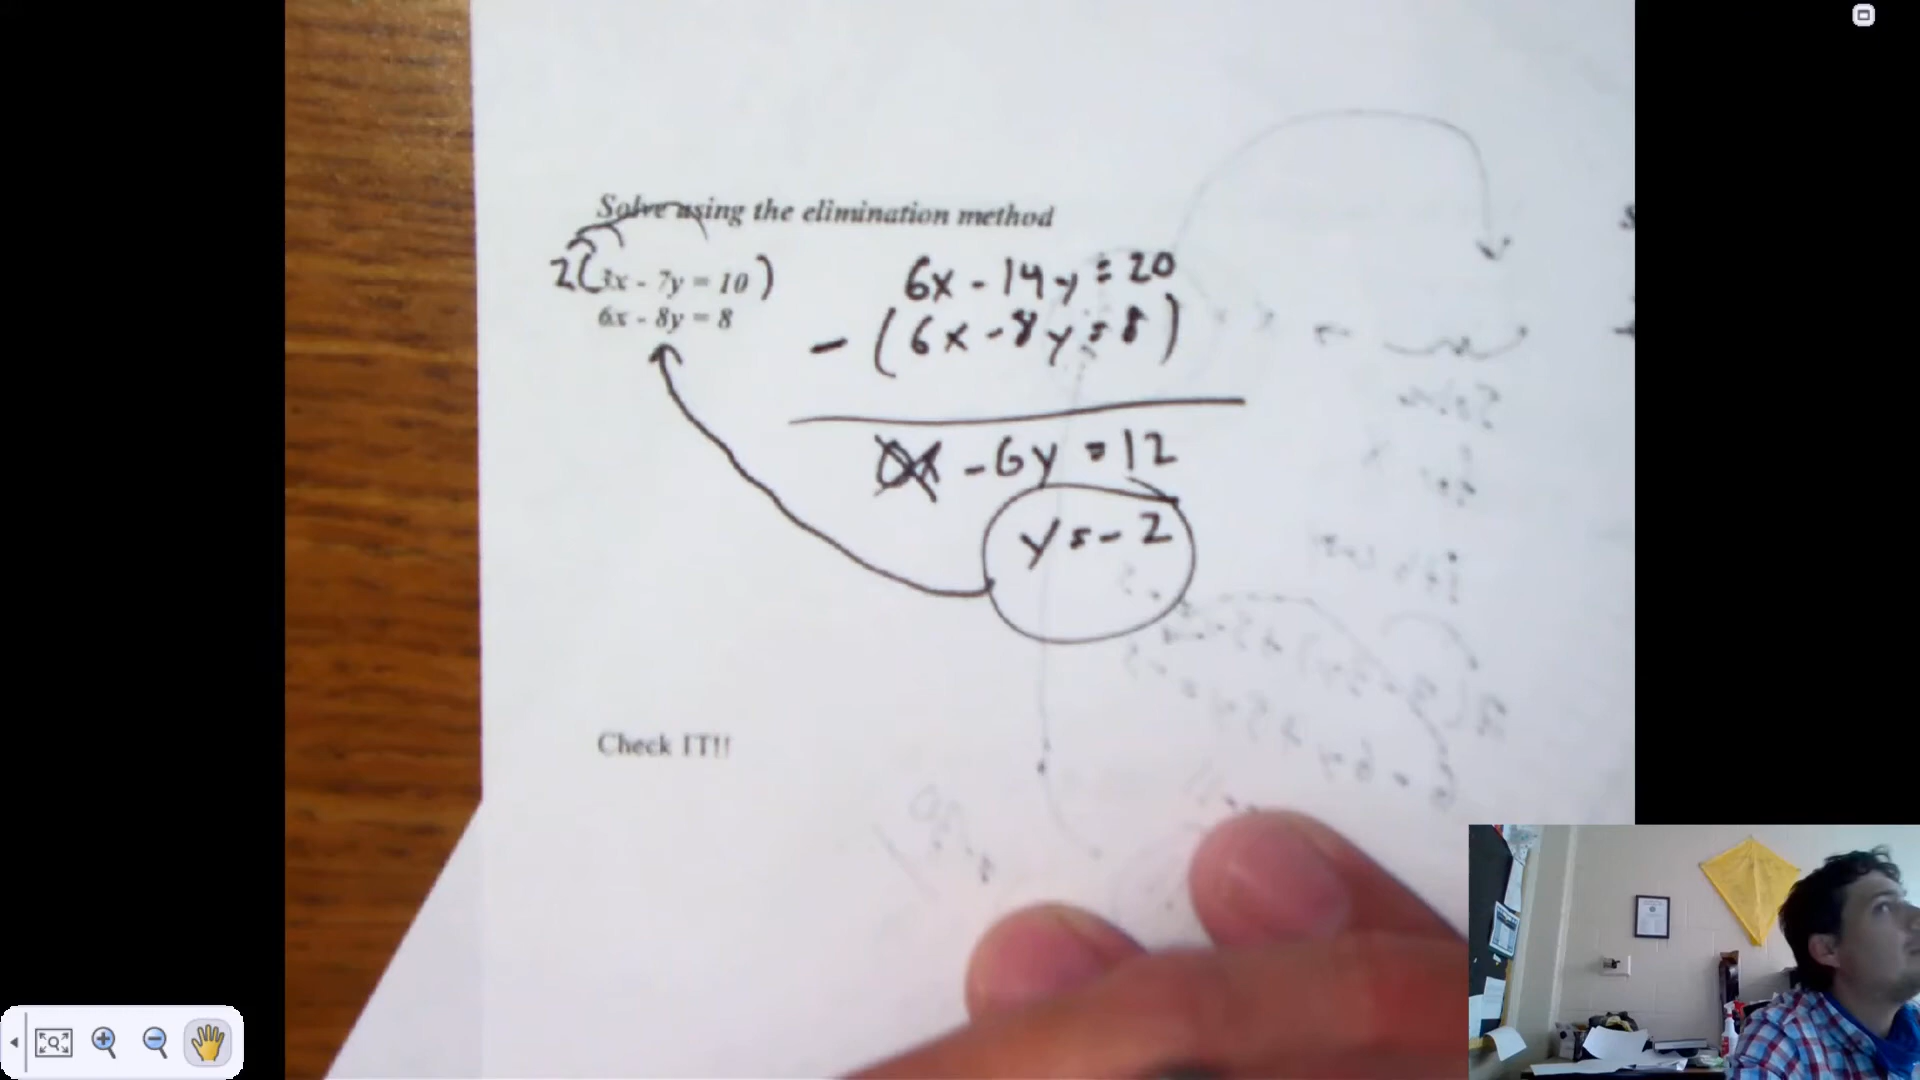 Solve using the elimination method
2(3x - 7y = 10)
6x - 8y = 8
6x - 14y = 20
- (6x - 8y = 8)
0x - 6y = 12
y = - 2
Check IT!!